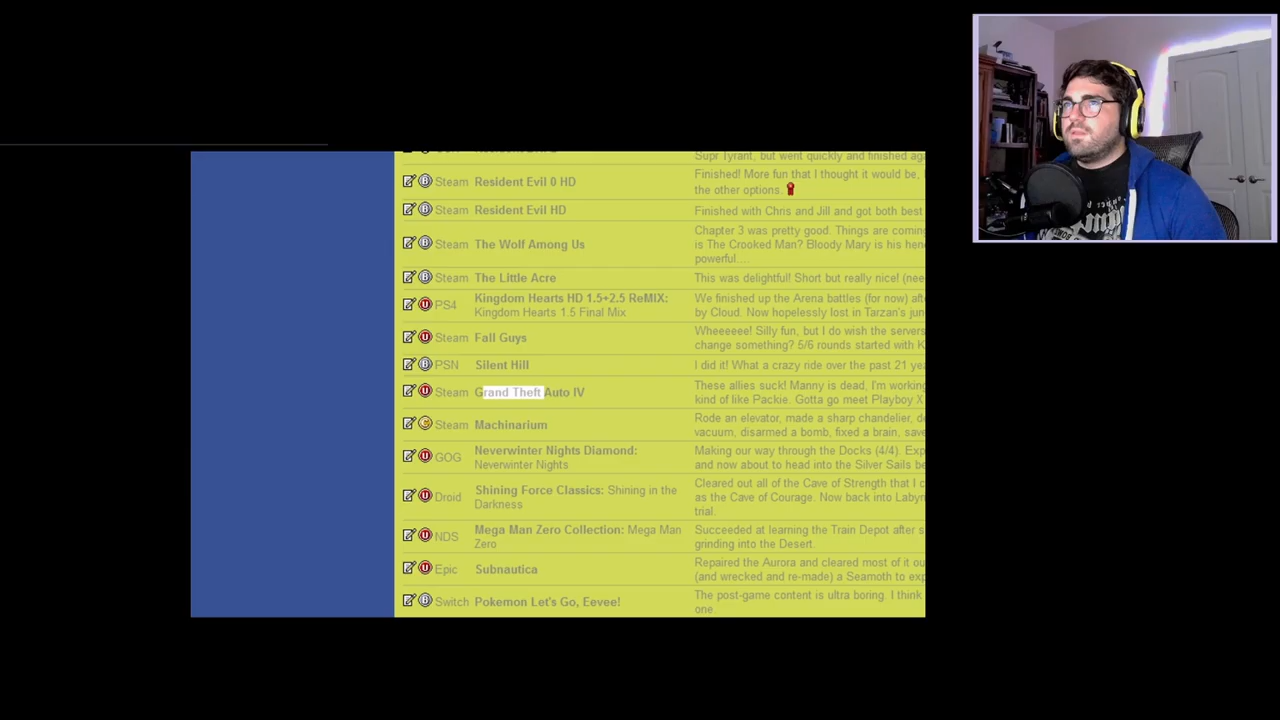 Supr Tyrant, but went quickly and finished aga
Steam Resident Evil 0 HD
Finished! More fun that I thought it would be, I
the other options.
Steam Resident Evil HD
Finished with Chris and Jill and got both best
Steam The Wolf Among Us
Chapter 3 was pretty good. Things are coming
is The Crooked Man? Bloody Mary is his hen
powerful....
Steam The Little Acre
This was delightful! Short but really nice! (nee
PS4 Kingdom Hearts HD 1.5+2.5 ReMIX:
Kingdom Hearts 1.5 Final Mix
We finished up the Arena battles (for now) afte
by Cloud. Now hopelessly lost in Tarzan's jun
Steam Fall Guys
Wheeeeee! Silly fun, but I do wish the servers
change something? 5/6 rounds started with K
PSN Silent Hill
I did it! What a crazy ride over the past 21 yea
Steam Grand Theft Auto IV
These allies suck! Manny is dead, I'm working
kind of like Packie. Gotta go meet Playboy X
Steam Machinarium
Rode an elevator, made a sharp chandelier, de
vacuum, disarmed a bomb, fixed a brain, save
GOG Neverwinter Nights Diamond:
Neverwinter Nights
Making our way through the Docks (4/4). Exp
and now about to head into the Silver Sails be
Droid Shining Force Classics: Shining in the
Darkness
Cleared out all of the Cave of Strength that I c
as the Cave of Courage. Now back into Labyr
trial.
NDS Mega Man Zero Collection: Mega Man
Zero
Succeeded at learning the Train Depot after s
grinding into the Desert.
Epic Subnautica
Repaired the Aurora and cleared most of it ou
(and wrecked and re-made) a Seamoth to exp
Switch Pokemon Let's Go, Eevee!
The post-game content is ultra boring. I think
one.